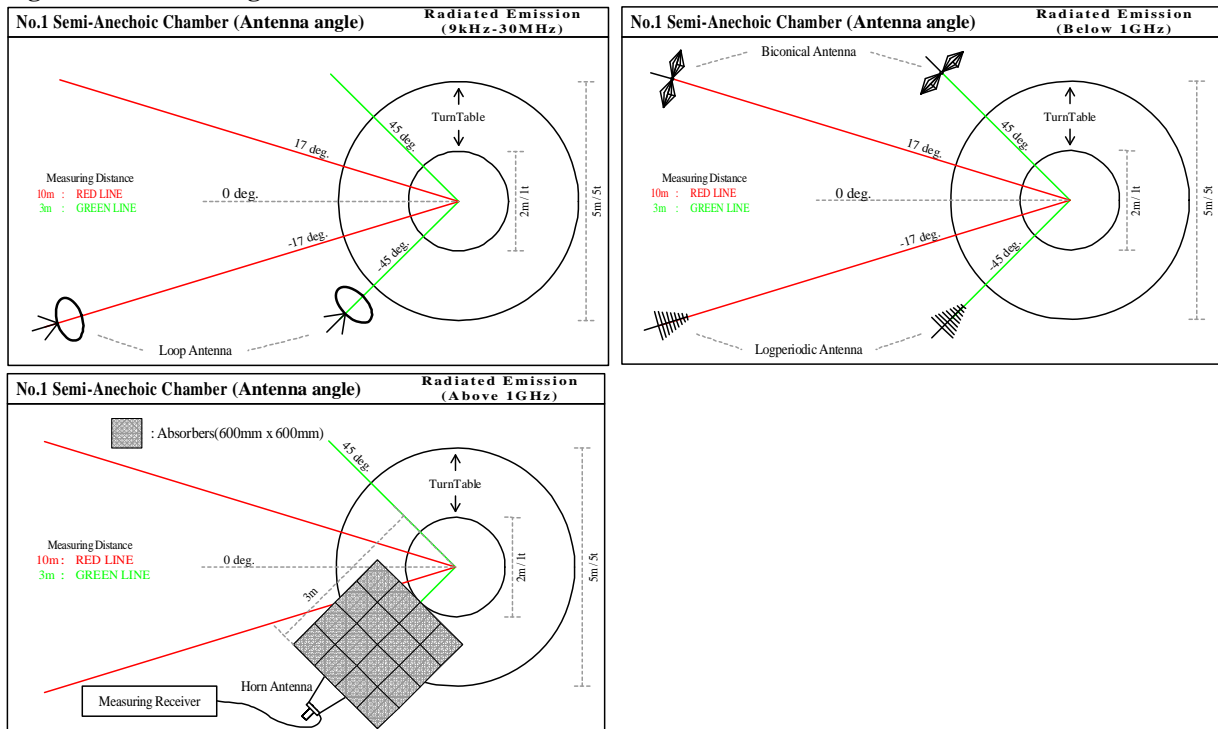 No.1 Semi-Anechoic Chamber (Antenna angle)
Radiated Emission
(9kHz-30MHz)
TurnTable
45 deg.
17 deg.
Measuring Distance
10m : RED LINE
3m : GREEN LINE
0 deg.
2m / 1t
5m / 5t
-17 deg.
-45 deg.
Loop Antenna
No.1 Semi-Anechoic Chamber (Antenna angle)
Radiated Emission
(Below 1GHz)
Biconical Antenna
TurnTable
45 deg.
17 deg.
Measuring Distance
10m : RED LINE
3m : GREEN LINE
0 deg.
2m / 1t
5m / 5t
-17 deg.
-45 deg.
Logperiodic Antenna
No.1 Semi-Anechoic Chamber (Antenna angle)
Radiated Emission
(Above 1GHz)
: Absorbers(600mm x 600mm)
45 deg.
TurnTable
Measuring Distance
10m : RED LINE
3m : GREEN LINE
0 deg.
3m
2m / 1t
5m / 5t
Horn Antenna
Measuring Receiver